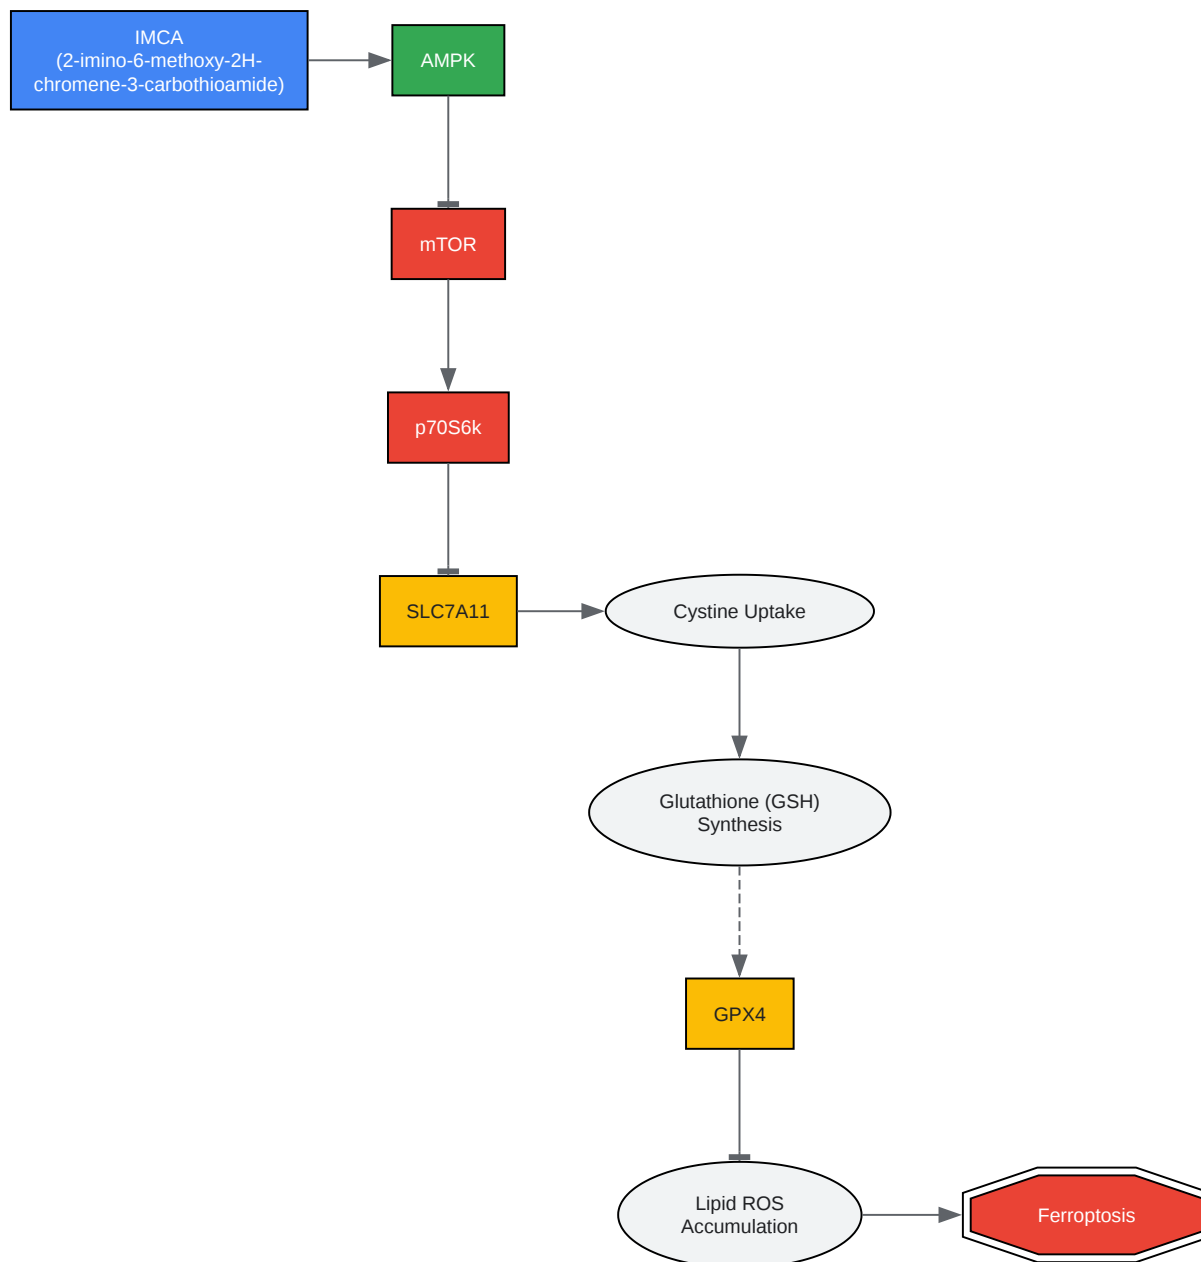 IMCA
(2-imino-6-methoxy-2H-
chromene-3-carbothioamide)
AMPK
mTOR
p70S6k
SLC7A11
Cystine Uptake
Glutathione (GSH)
Synthesis
GPX4
Lipid ROS
Accumulation
Ferroptosis